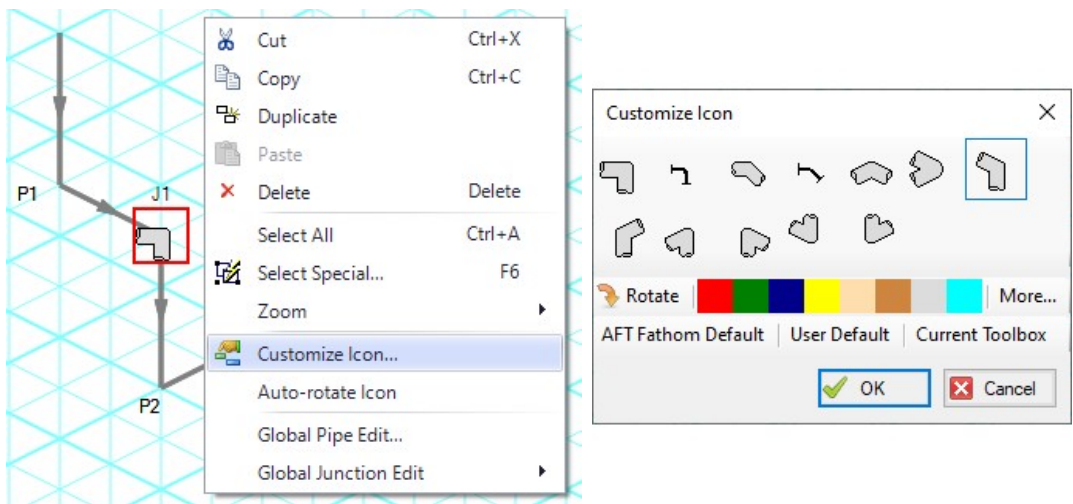 P1
J1
P2
Cut Ctrl+X
Copy Ctrl+C
Duplicate
Paste
Delete Delete
Select All Ctrl+A
Select Special... F6
Zoom
Customize Icon...
Auto-rotate Icon
Global Pipe Edit...
Global Junction Edit
Customize Icon
Rotate More...
AFT Fathom Default User Default Current Toolbox
OK Cancel